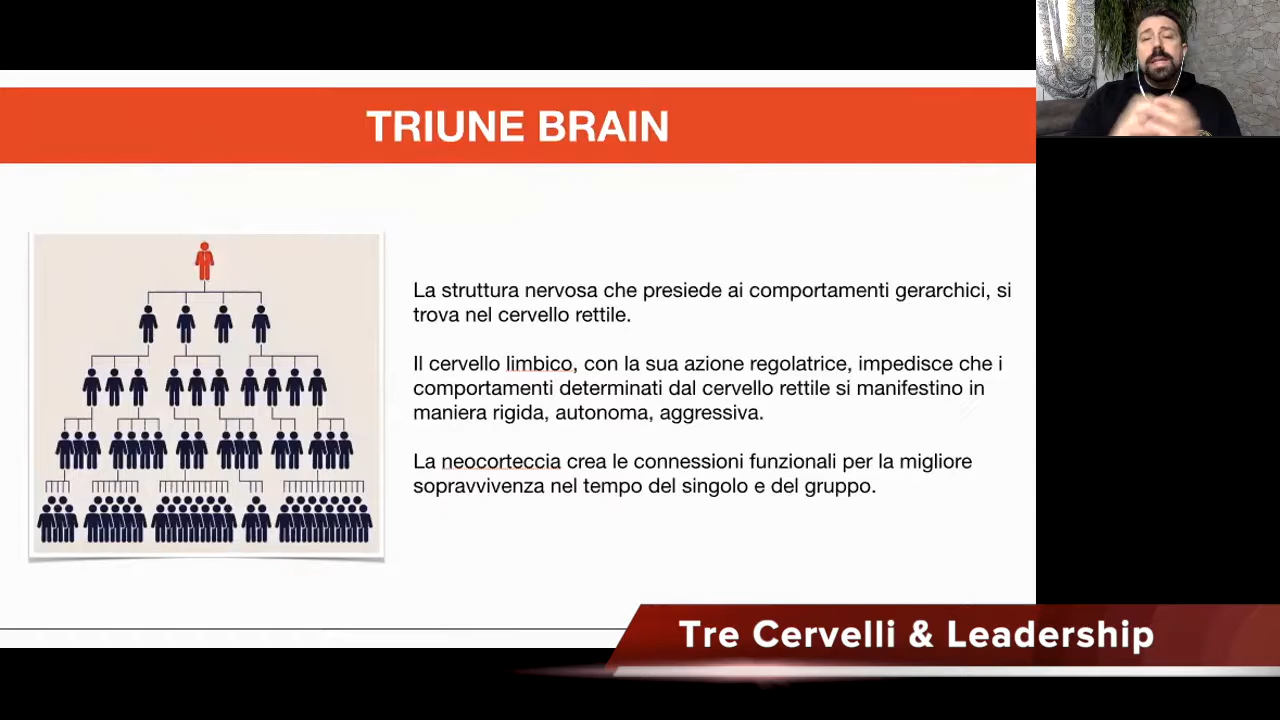 TRIUNE BRAIN
La struttura nervosa che presiede ai comportamenti gerarchici, si
trova nel cervello rettile.
Il cervello limbico, con la sua azione regolatrice, impedisce che i
comportamenti determinati dal cervello rettile si manifestino in
maniera rigida, autonoma, aggressiva.
La neocorteccia crea le connessioni funzionali per la migliore
sopravvivenza nel tempo del singolo e del gruppo.
Tre Cervelli & Leadership